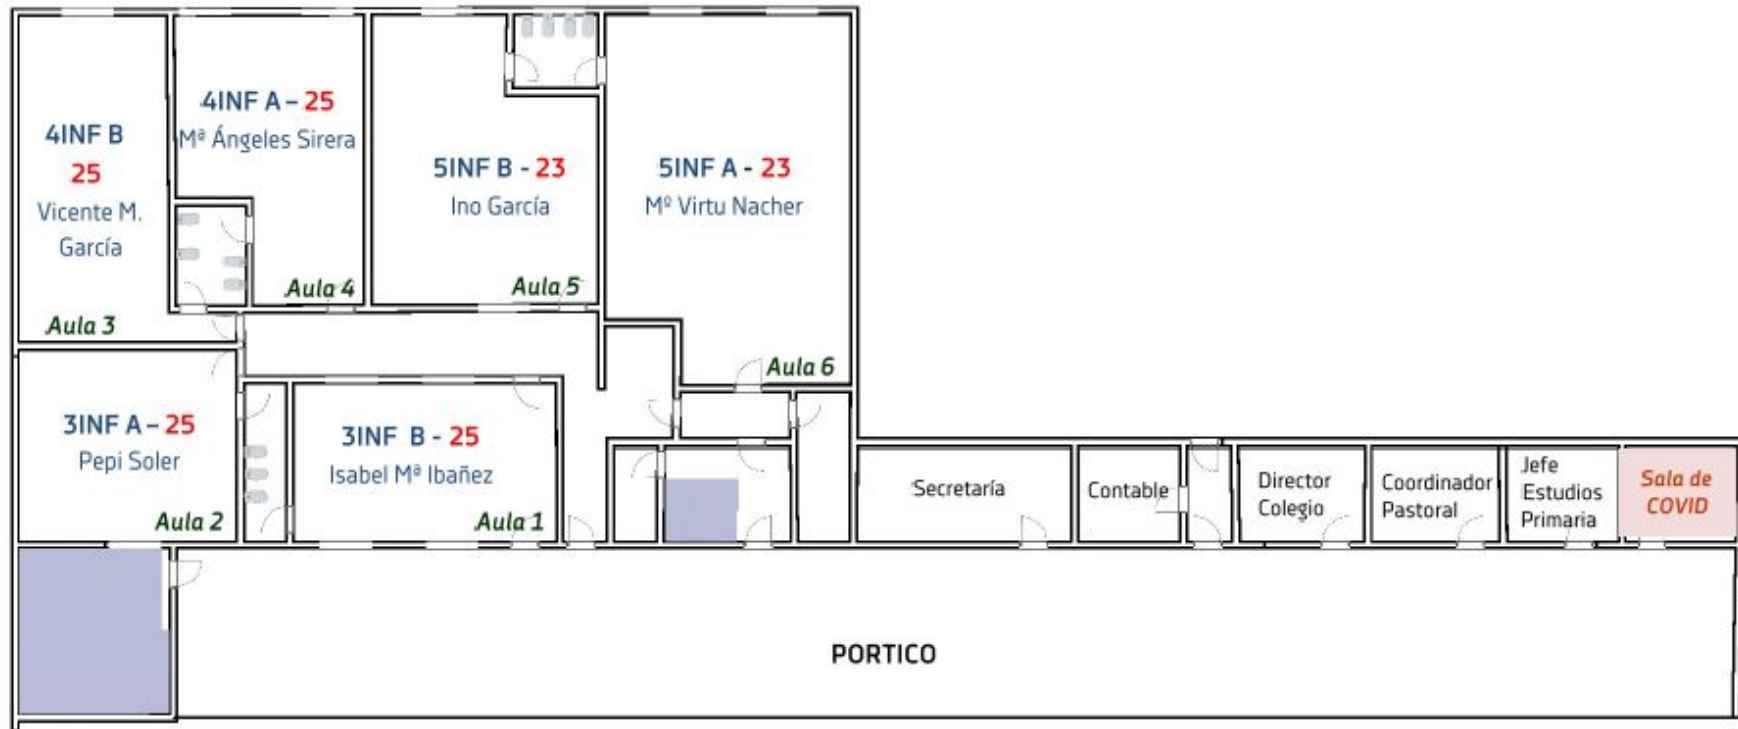 4INF B
25
Vicente M.
García
Aula 3
4INF A – 25
Mª Ángeles Sirera
Aula 4
5INF B - 23
Ino García
Aula 5
5INF A - 23
Mº Virtu Nacher
Aula 6
3INF A – 25
Pepi Soler
Aula 2
3INF B - 25
Isabel Mª Ibañez
Aula 1
Secretaría
Contable
Director
Colegio
Coordinador
Pastoral
Jefe
Estudios
Primaria
Sala de
COVID
PORTICO